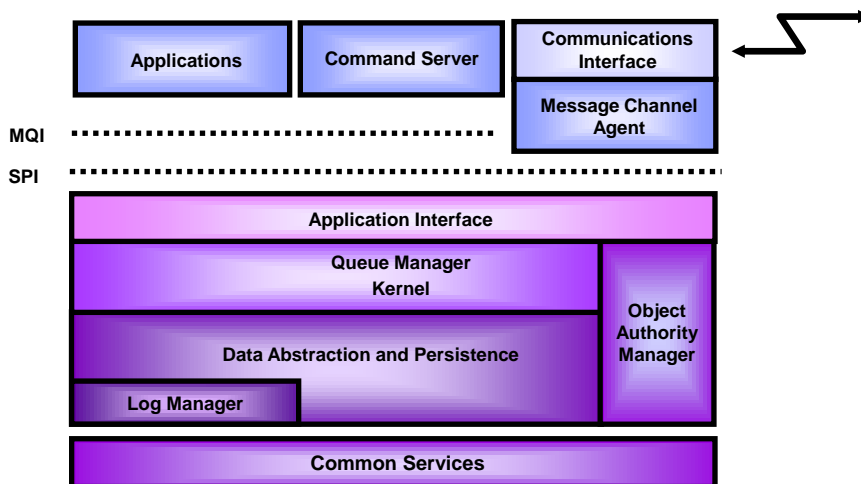 Applications
Command Server
Communications
Interface
Message Channel
Agent
MQI
SPI
Application Interface
Queue Manager
Kernel
Object
Authority
Manager
Data Abstraction and Persistence
Log Manager
Common Services